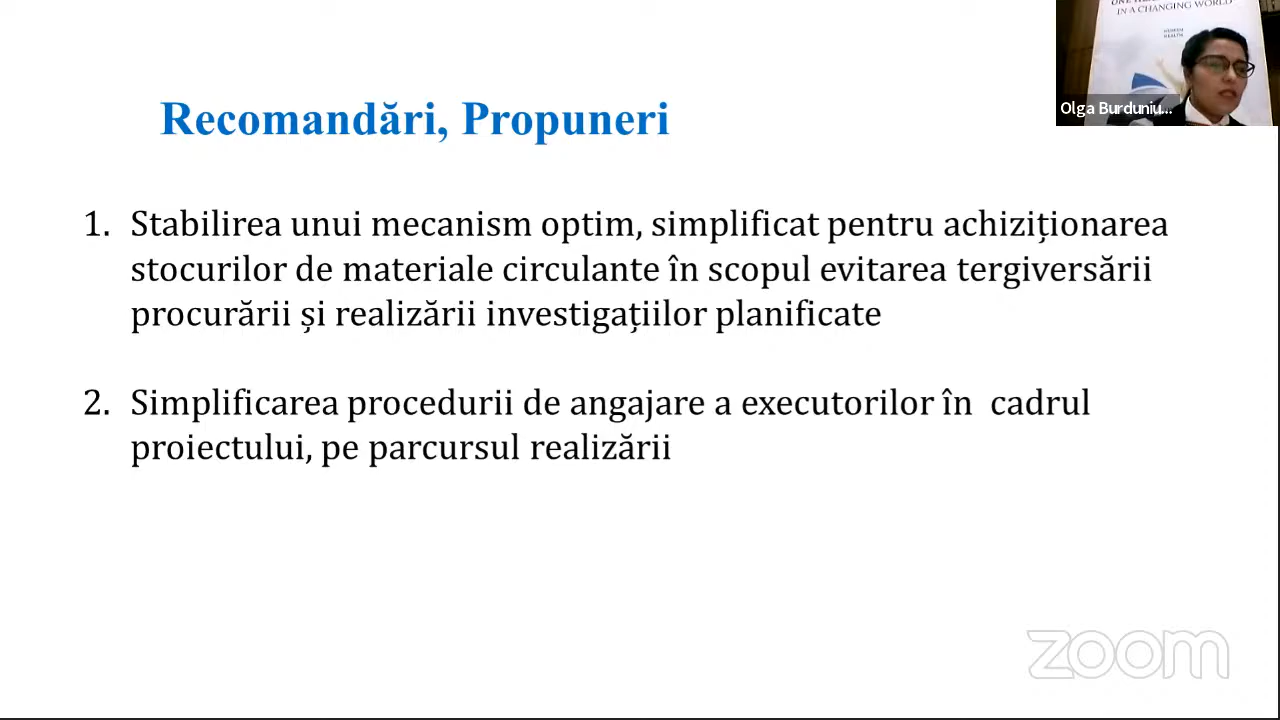 IN A CHANGING WORLD
HUMAN
HEALTH
Olga Burduniu...
Recomandări, Propuneri
1. Stabilirea unui mecanism optim, simplificat pentru achiziționarea
stocurilor de materiale circulante în scopul evitarea tergiversării
procurării și realizării investigațiilor planificate
2. Simplificarea procedurii de angajare a executorilor în cadrul
proiectului, pe parcursul realizării
zoom